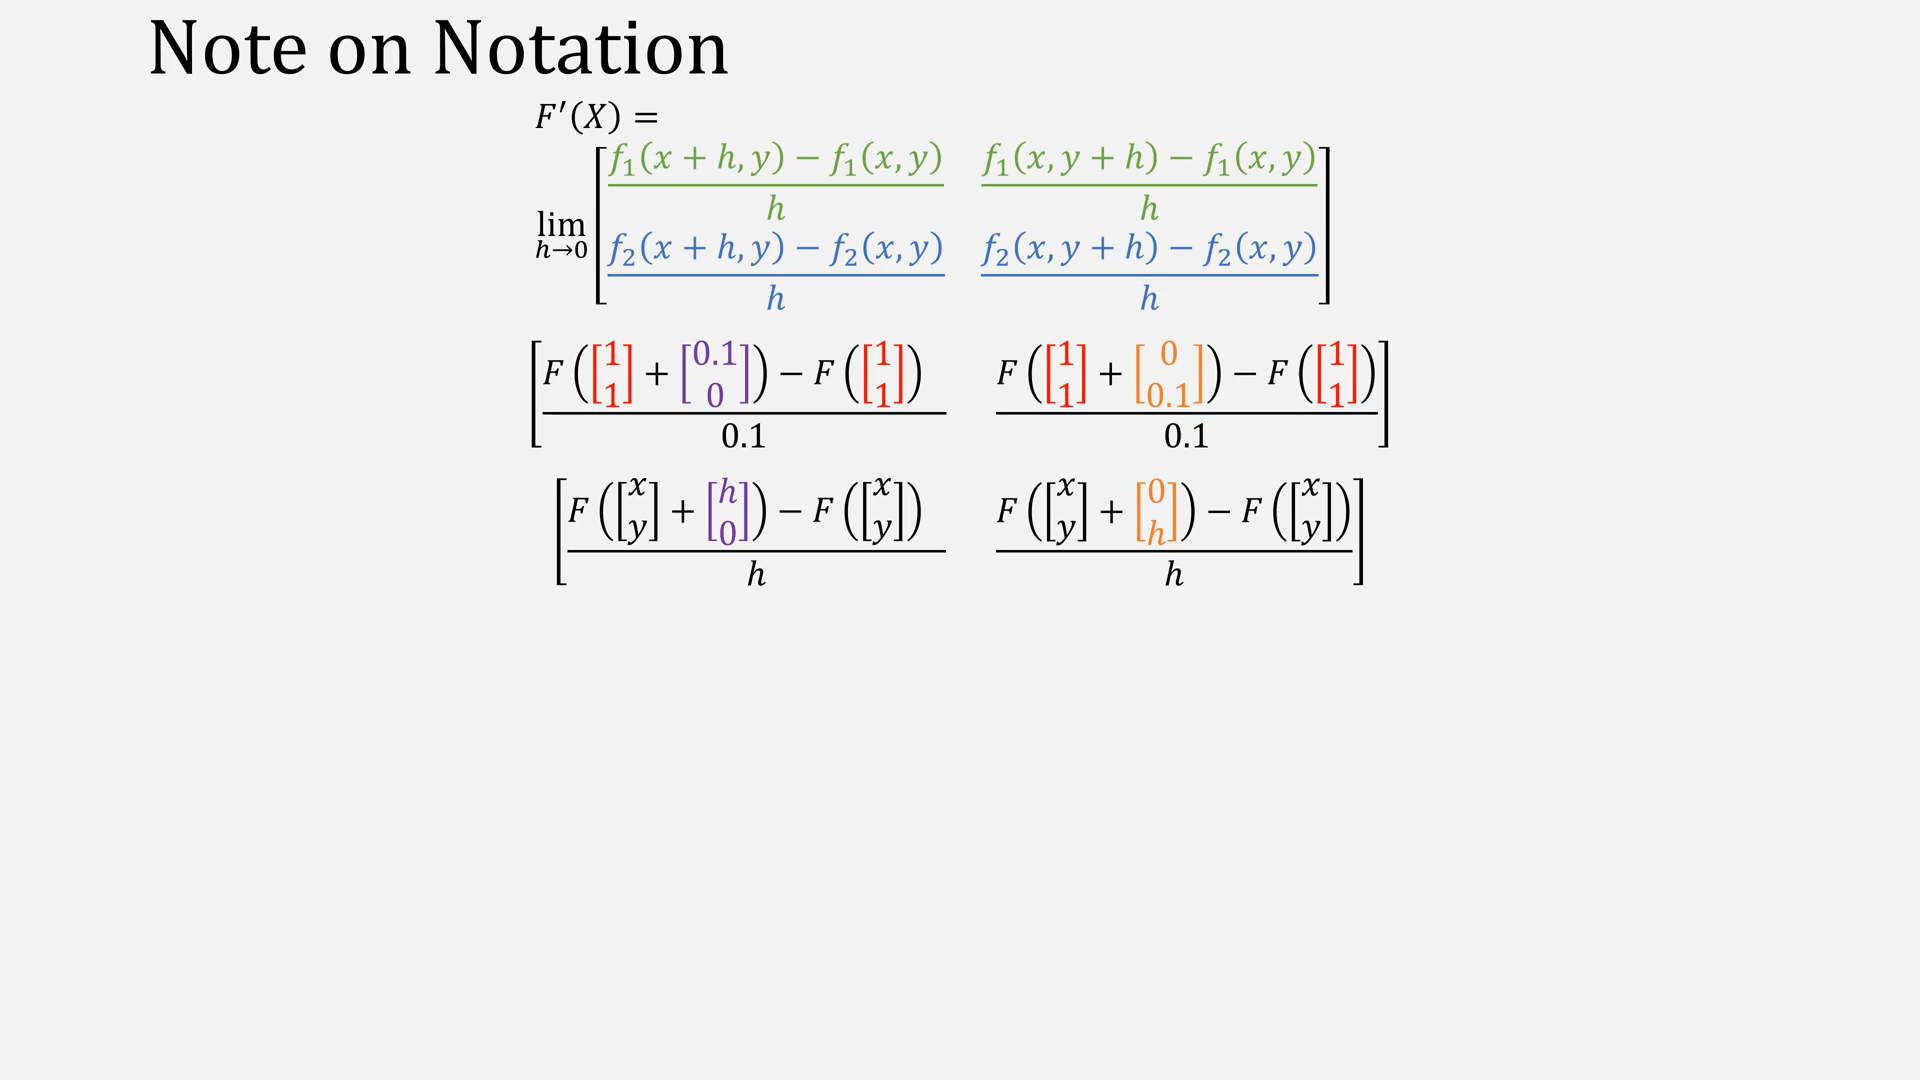 Note on Notation
F′(X) =
lim h→0 [ (f₁(x + h, y) − f₁(x, y))/h   (f₁(x, y + h) − f₁(x, y))/h ; (f₂(x + h, y) − f₂(x, y))/h   (f₂(x, y + h) − f₂(x, y))/h ]
[ (F([1; 1] + [0.1; 0]) − F([1; 1]))/0.1   (F([1; 1] + [0; 0.1]) − F([1; 1]))/0.1 ]
[ (F([x; y] + [h; 0]) − F([x; y]))/h   (F([x; y] + [0; h]) − F([x; y]))/h ]